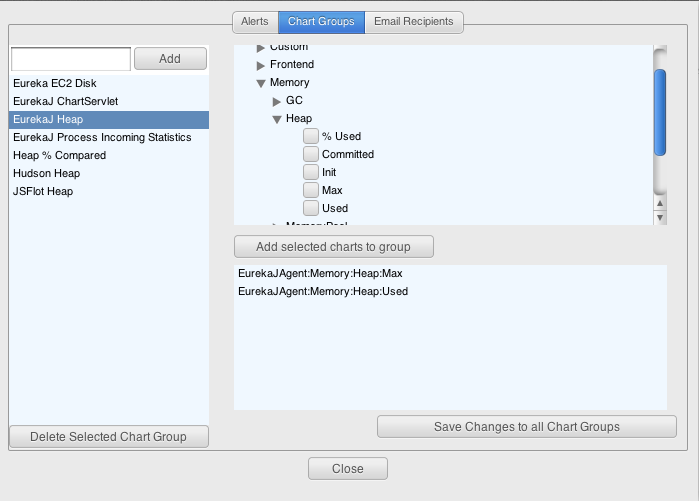 Alerts
Chart Groups
Email Recipients
Add
Eureka EC2 Disk
EurekaJ ChartServlet
EurekaJ Heap
EurekaJ Process Incoming Statistics
Heap % Compared
Hudson Heap
JSFlot Heap
Delete Selected Chart Group
Custom
Frontend
Memory
GC
Heap
% Used
Committed
Init
Max
Used
Add selected charts to group
EurekaJAgent:Memory:Heap:Max
EurekaJAgent:Memory:Heap:Used
Save Changes to all Chart Groups
Close